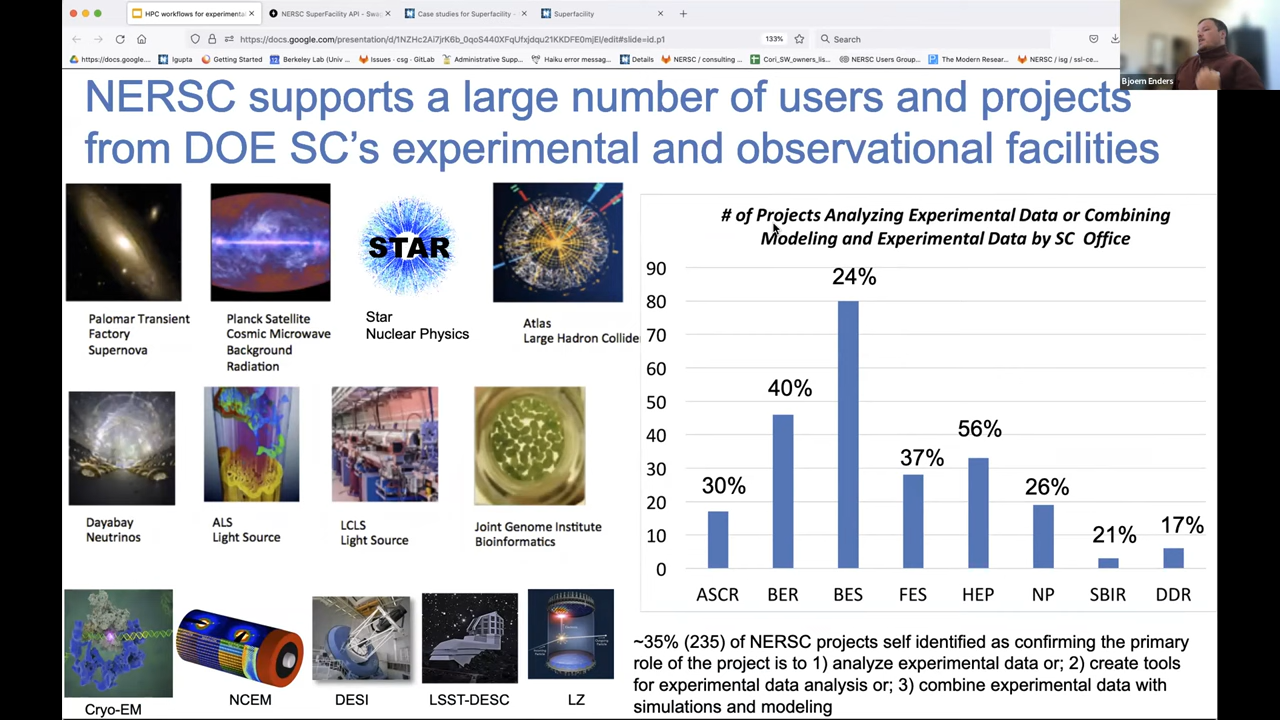 HPC workflows for experimenta
NERSC SuperFacility API - Swa
Case studies for Superfacility -
Superfacility
133%
Search
https://docs.google.com/
lgupta
Getting Started
Berkeley Lab (Univ ...
Issues · csg · GitLab
Administrative Supp...
Haiku error messag...
Details
NERSC / consulting ...
Cori_SW_owners_lis...
NERSC Users Group...
The Modern Resear...
NERSC / isg / ssl-ce...
Bjoern Enders
NERSC supports a large number of users and projects
from DOE SC's experimental and observational facilities
STAR
Palomar Transient
Factory
Supernova
Planck Satellite
Cosmic Microwave
Background
Radiation
Star
Nuclear Physics
Atlas
Large Hadron Collide
Dayabay
Neutrinos
ALS
Light Source
LCLS
Light Source
Joint Genome Institute
Bioinformatics
Cryo-EM
NCEM
DESI
LSST-DESC
LZ
# of Projects Analyzing Experimental Data or Combining
Modeling and Experimental Data by SC Office
90
80
70
60
50
40
30
20
10
0
30%
40%
24%
37%
56%
26%
21%
17%
ASCR BER BES FES HEP NP SBIR DDR
~35% (235) of NERSC projects self identified as confirming the primary
role of the project is to 1) analyze experimental data or; 2) create tools
for experimental data analysis or; 3) combine experimental data with
simulations and modeling